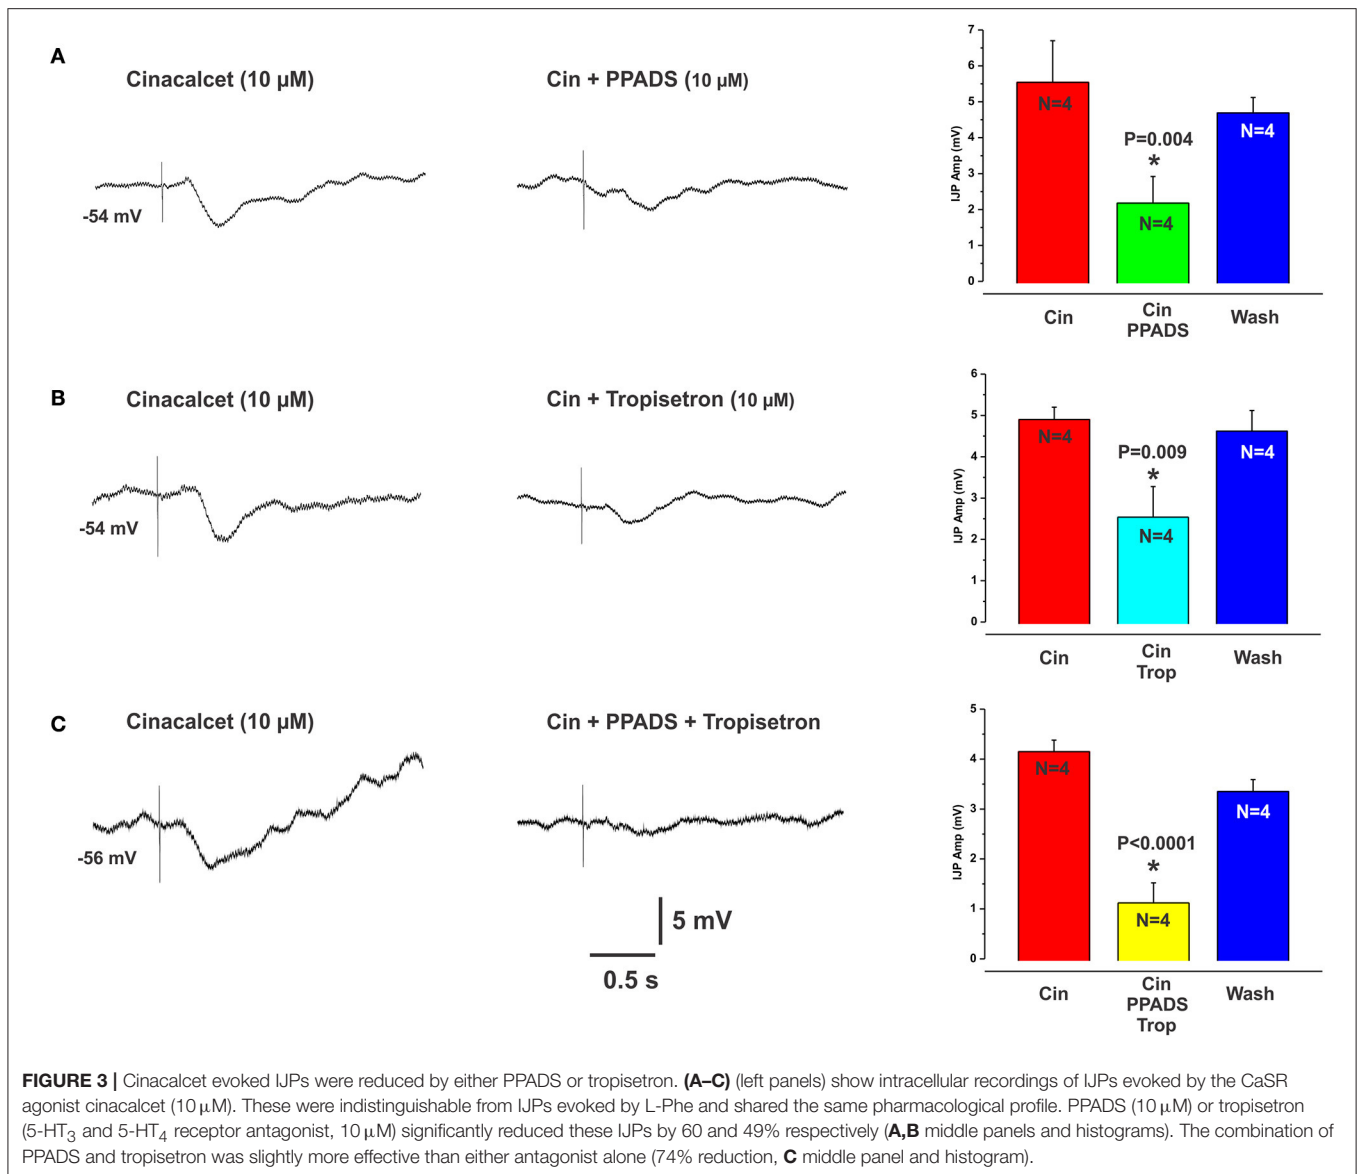 A
Cinacalcet (10 µM)
Cin + PPADS (10 µM)
-54 mV
7
6
5
4
3
2
1
0
IJP Amp (mV)
N=4
P=0.004
*
N=4
N=4
Cin
Cin
PPADS
Wash
B
Cinacalcet (10 µM)
Cin + Tropisetron (10 µM)
-54 mV
6
5
4
3
2
1
0
IJP Amp (mV)
N=4
P=0.009
*
N=4
N=4
Cin
Cin
Trop
Wash
C
Cinacalcet (10 µM)
Cin + PPADS + Tropisetron
-56 mV
5 mV
0.5 s
5
4
3
2
1
0
IJP Amp (mV)
N=4
P<0.0001
*
N=4
N=4
Cin
Cin
PPADS
Trop
Wash
FIGURE 3 | Cinacalcet evoked IJPs were reduced by either PPADS or tropisetron. (A–C) (left panels) show intracellular recordings of IJPs evoked by the CaSR
agonist cinacalcet (10 µM). These were indistinguishable from IJPs evoked by L-Phe and shared the same pharmacological profile. PPADS (10 µM) or tropisetron
(5-HT3 and 5-HT4 receptor antagonist, 10 µM) significantly reduced these IJPs by 60 and 49% respectively (A,B middle panels and histograms). The combination of
PPADS and tropisetron was slightly more effective than either antagonist alone (74% reduction, C middle panel and histogram).